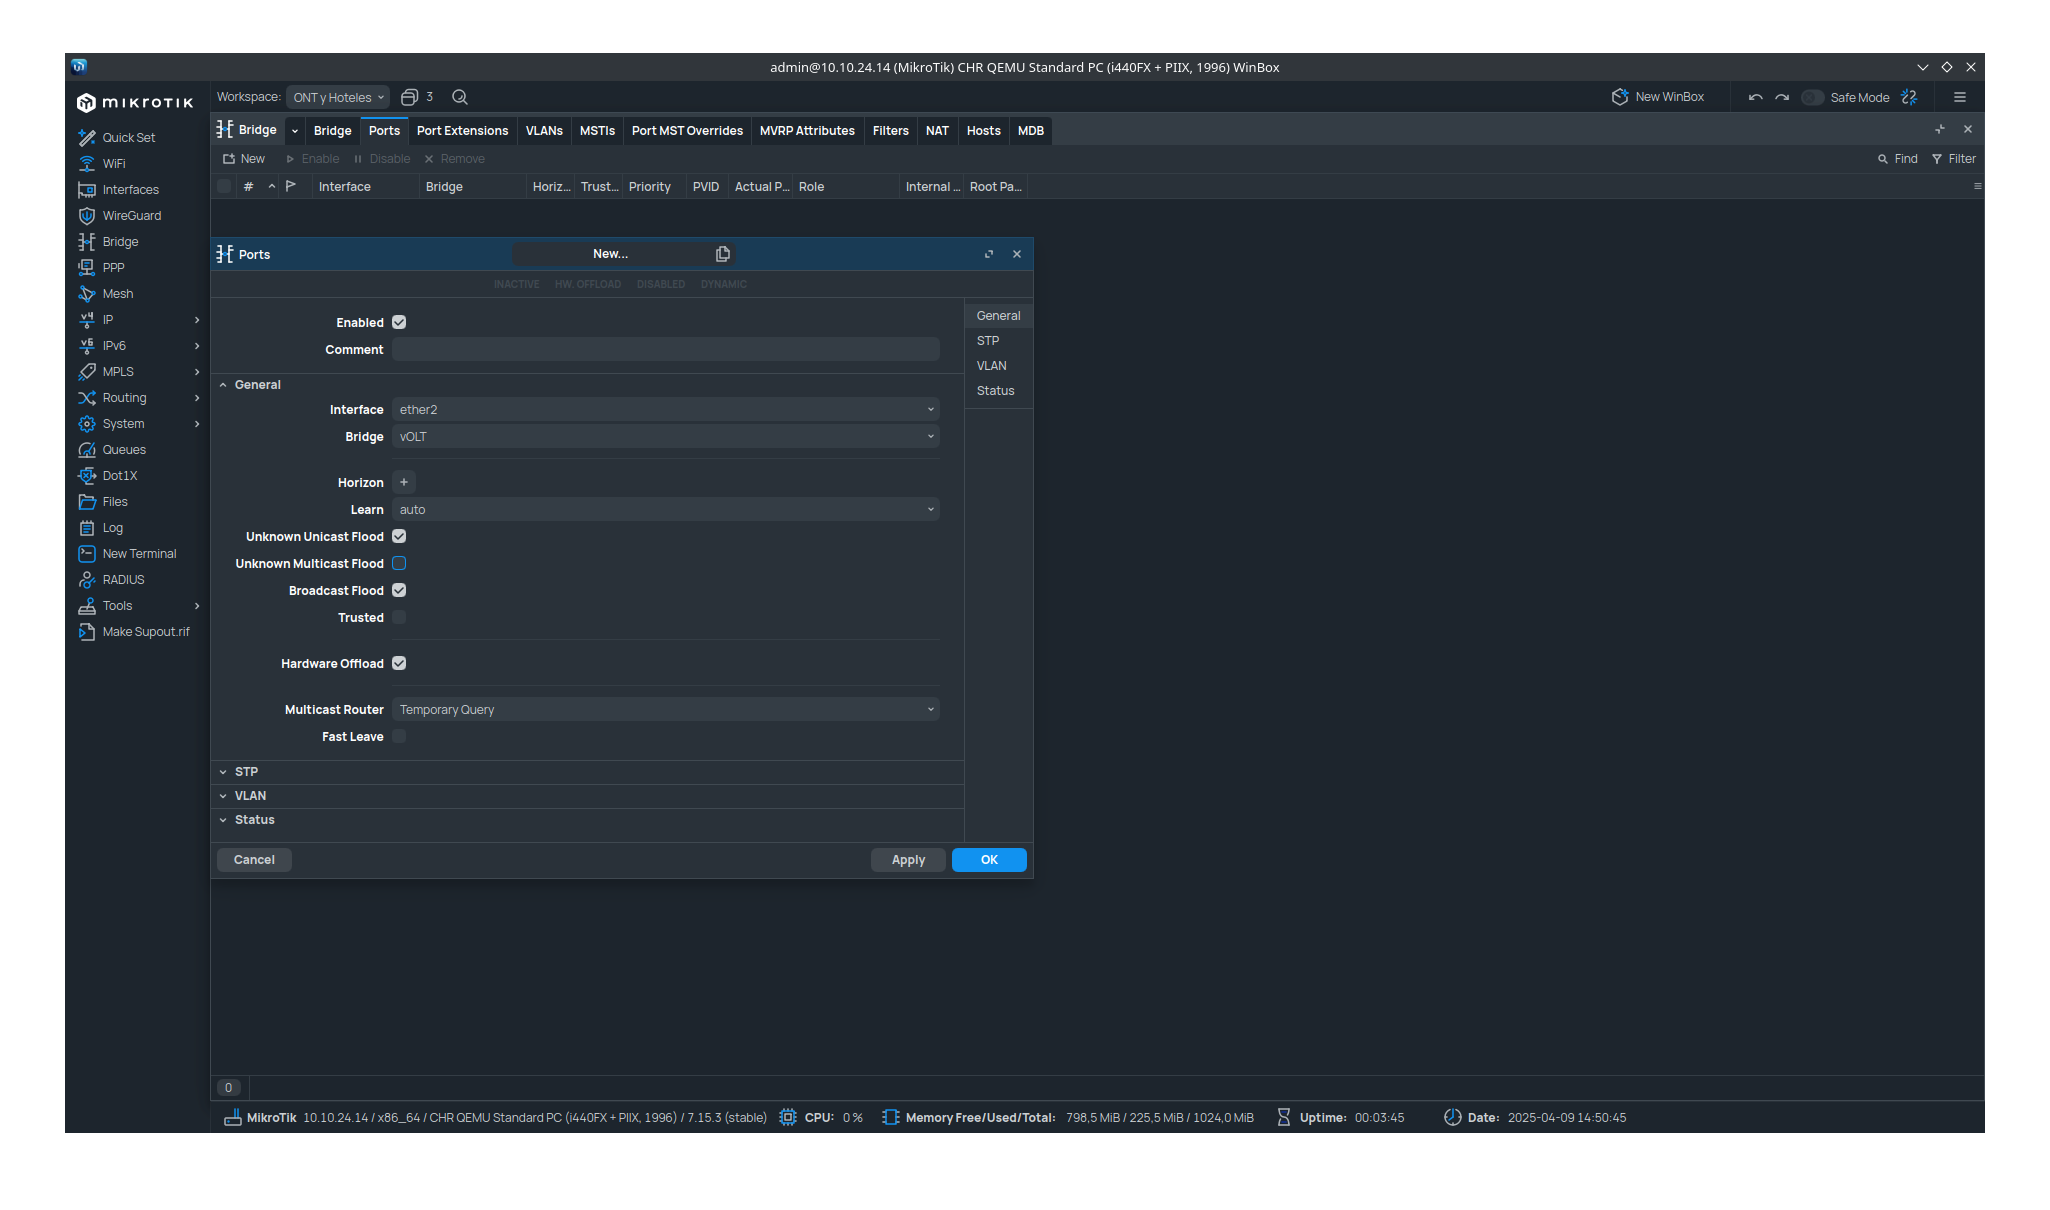 admin@10.10.24.14 (MikroTik) CHR QEMU Standard PC (i440FX + PIIX, 1996) WinBox
MIKROTIK
Workspace: ONT y Hoteles 3 New WinBox Safe Mode
Bridge Bridge Ports Port Extensions VLANs MSTIs Port MST Overrides MVRP Attributes Filters NAT Hosts MDB
New Enable Disable Remove Find Filter
# Interface Bridge Horiz... Trust... Priority PVID Actual P... Role Internal ... Root Pa...
Quick Set
WiFi
Interfaces
WireGuard
Bridge
PPP
Mesh
IP
IPv6
MPLS
Routing
System
Queues
Dot1X
Files
Log
New Terminal
RADIUS
Tools
Make Supout.rif
Ports New...
INACTIVE HW. OFFLOAD DISABLED DYNAMIC
Enabled
Comment
General
Interface ether2
Bridge vOLT
Horizon +
Learn auto
Unknown Unicast Flood
Unknown Multicast Flood
Broadcast Flood
Trusted
Hardware Offload
Multicast Router Temporary Query
Fast Leave
STP
VLAN
Status
General
STP
VLAN
Status
Cancel Apply OK
0
MikroTik 10.10.24.14 / x86_64 / CHR QEMU Standard PC (i440FX + PIIX, 1996) / 7.15.3 (stable) CPU: 0 % Memory Free/Used/Total: 798,5 MiB / 225,5 MiB / 1024,0 MiB Uptime: 00:03:45 Date: 2025-04-09 14:50:45